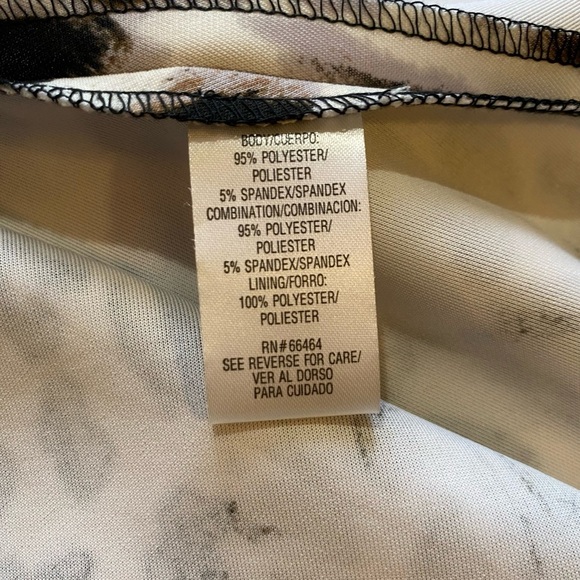 BODY/CUERPO:
95% POLYESTER/
POLIESTER
5% SPANDEX/SPANDEX
COMBINATION/COMBINACION:
95% POLYESTER/
POLIESTER
5% SPANDEX/SPANDEX
LINING/FORRO:
100% POLYESTER/
POLIESTER
RN# 66464
SEE REVERSE FOR CARE/
VER AL DORSO
PARA CUIDADO